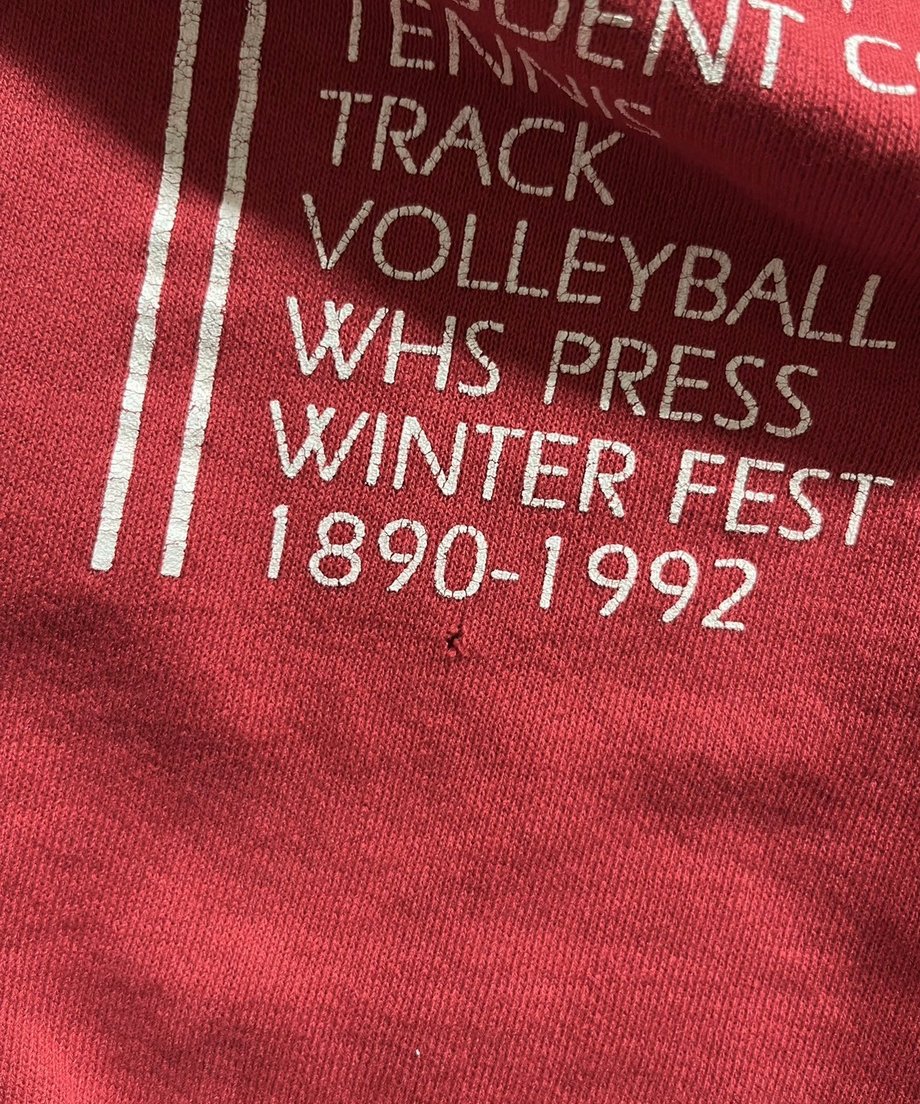 TENNIS
TRACK
VOLLEYBALL
WHS PRESS
WINTER FEST
1890-1992